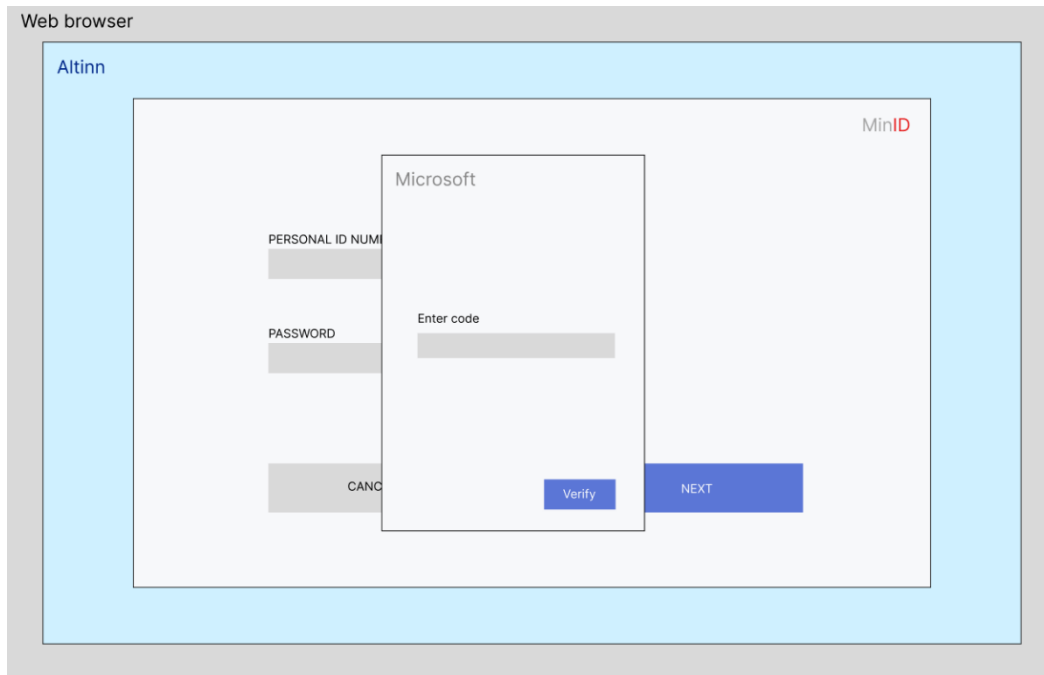 Web browser
Altinn
MinID
Microsoft
PERSONAL ID NUM
Enter code
PASSWORD
CANC
Verify
NEXT